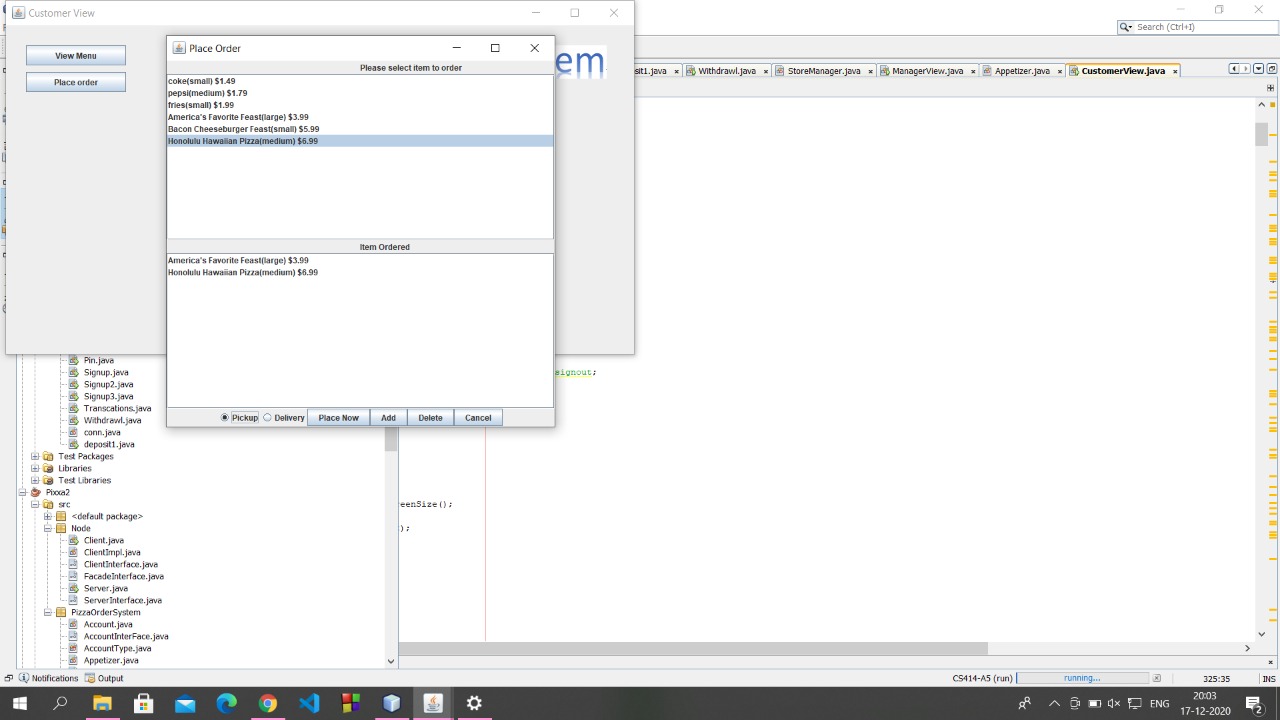 Customer View
View Menu
Place order
Place Order
Please select item to order
coke(small) $1.49
pepsi(medium) $1.79
fries(small) $1.99
America's Favorite Feast(large) $3.99
Bacon Cheeseburger Feast(small) $5.99
Honolulu Hawaiian Pizza(medium) $6.99
Item Ordered
America's Favorite Feast(large) $3.99
Honolulu Hawaiian Pizza(medium) $6.99
Pickup Delivery Place Now Add Delete Cancel
em
Search (Ctrl+I)
sit1.java Withdrawl.java StoreManager.java ManagerView.java Appetizer.java CustomerView.java
signout;
reenSize();
);
Pin.java
Signup.java
Signup2.java
Signup3.java
Transcations.java
Withdrawl.java
conn.java
deposit1.java
Test Packages
Libraries
Test Libraries
Pixxa2
src
<default package>
Node
Client.java
ClientImpl.java
ClientInterface.java
FacadeInterface.java
Server.java
ServerInterface.java
PizzaOrderSystem
Account.java
AccountInterFace.java
AccountType.java
Appetizer.java
Notifications Output
CS414-A5 (run) running... 325:35 INS
ENG
20:03
17-12-2020
2